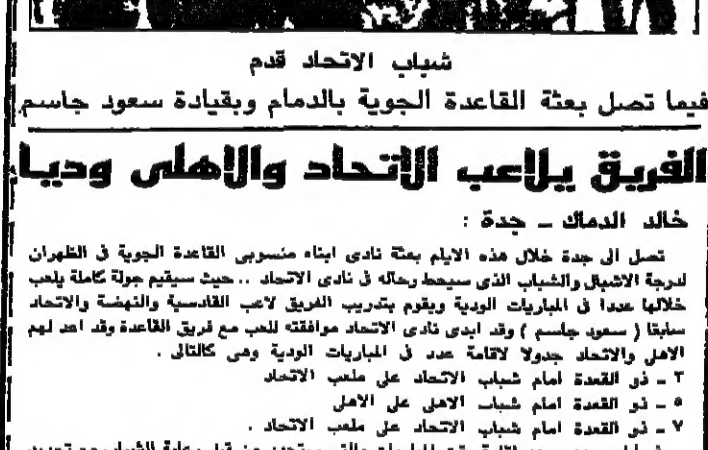 شباب الاتحاد قدم
فيما تصل بعثة القاعدة الجوية بالدمام وبقيادة سعود جاسم
الفريق يلاعب الاتحاد والاهلى وديا
خالد الدماك ـ جدة :
تصل الى جدة خلال هذه الايام بعثة نادى ابناء منسوبى القاعدة الجوية فى الظهران
لدرجة الاشبال والشباب الذى سيحط رحاله فى نادى الاتحاد .. حيث سيقيم جولة كاملة يلعب
خلالها عددا فى المباريات الودية ويقوم بتدريب الفريق لاعب القادسية والنهضة والاتحاد
سابقا ( سعود جاسم ) وقد ابدى نادى الاتحاد موافقته للعب مع فريق القاعدة وقد اعد لهم
الاهلى والاتحاد جدولا لاقامة عدد فى المباريات الودية وهى كالتالى .
٣ ـ ذو القعدة امام شباب الاتحاد على ملعب الاتحاد
٥ ـ ذو القعدة امام شباب الاهلى على الاهلى
٧ ـ ذو القعدة امام شباب الاتحاد على ملعب الاتحاد .